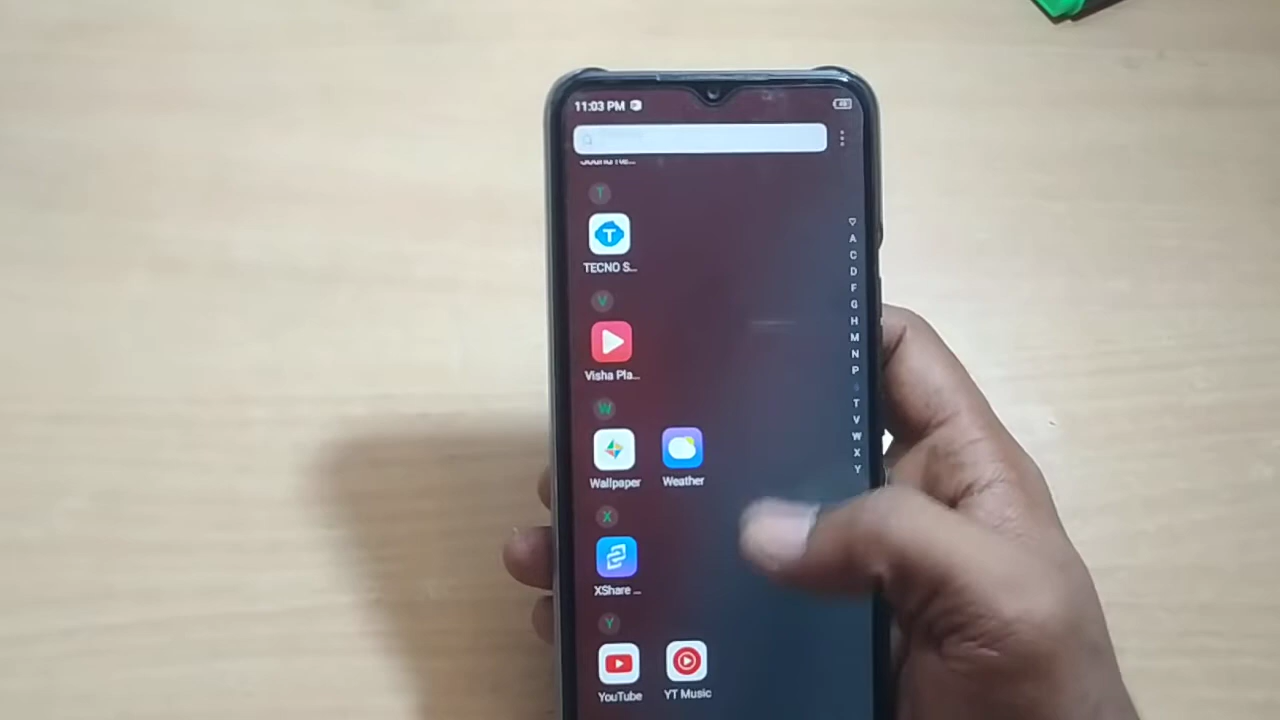 11:03 PM
T
TECNO S...
V
Visha Pla...
W
Wallpaper Weather
X
XShare ...
Y
YouTube YT Music
A
C
D
F
G
H
M
N
P
T
V
W
X
Y